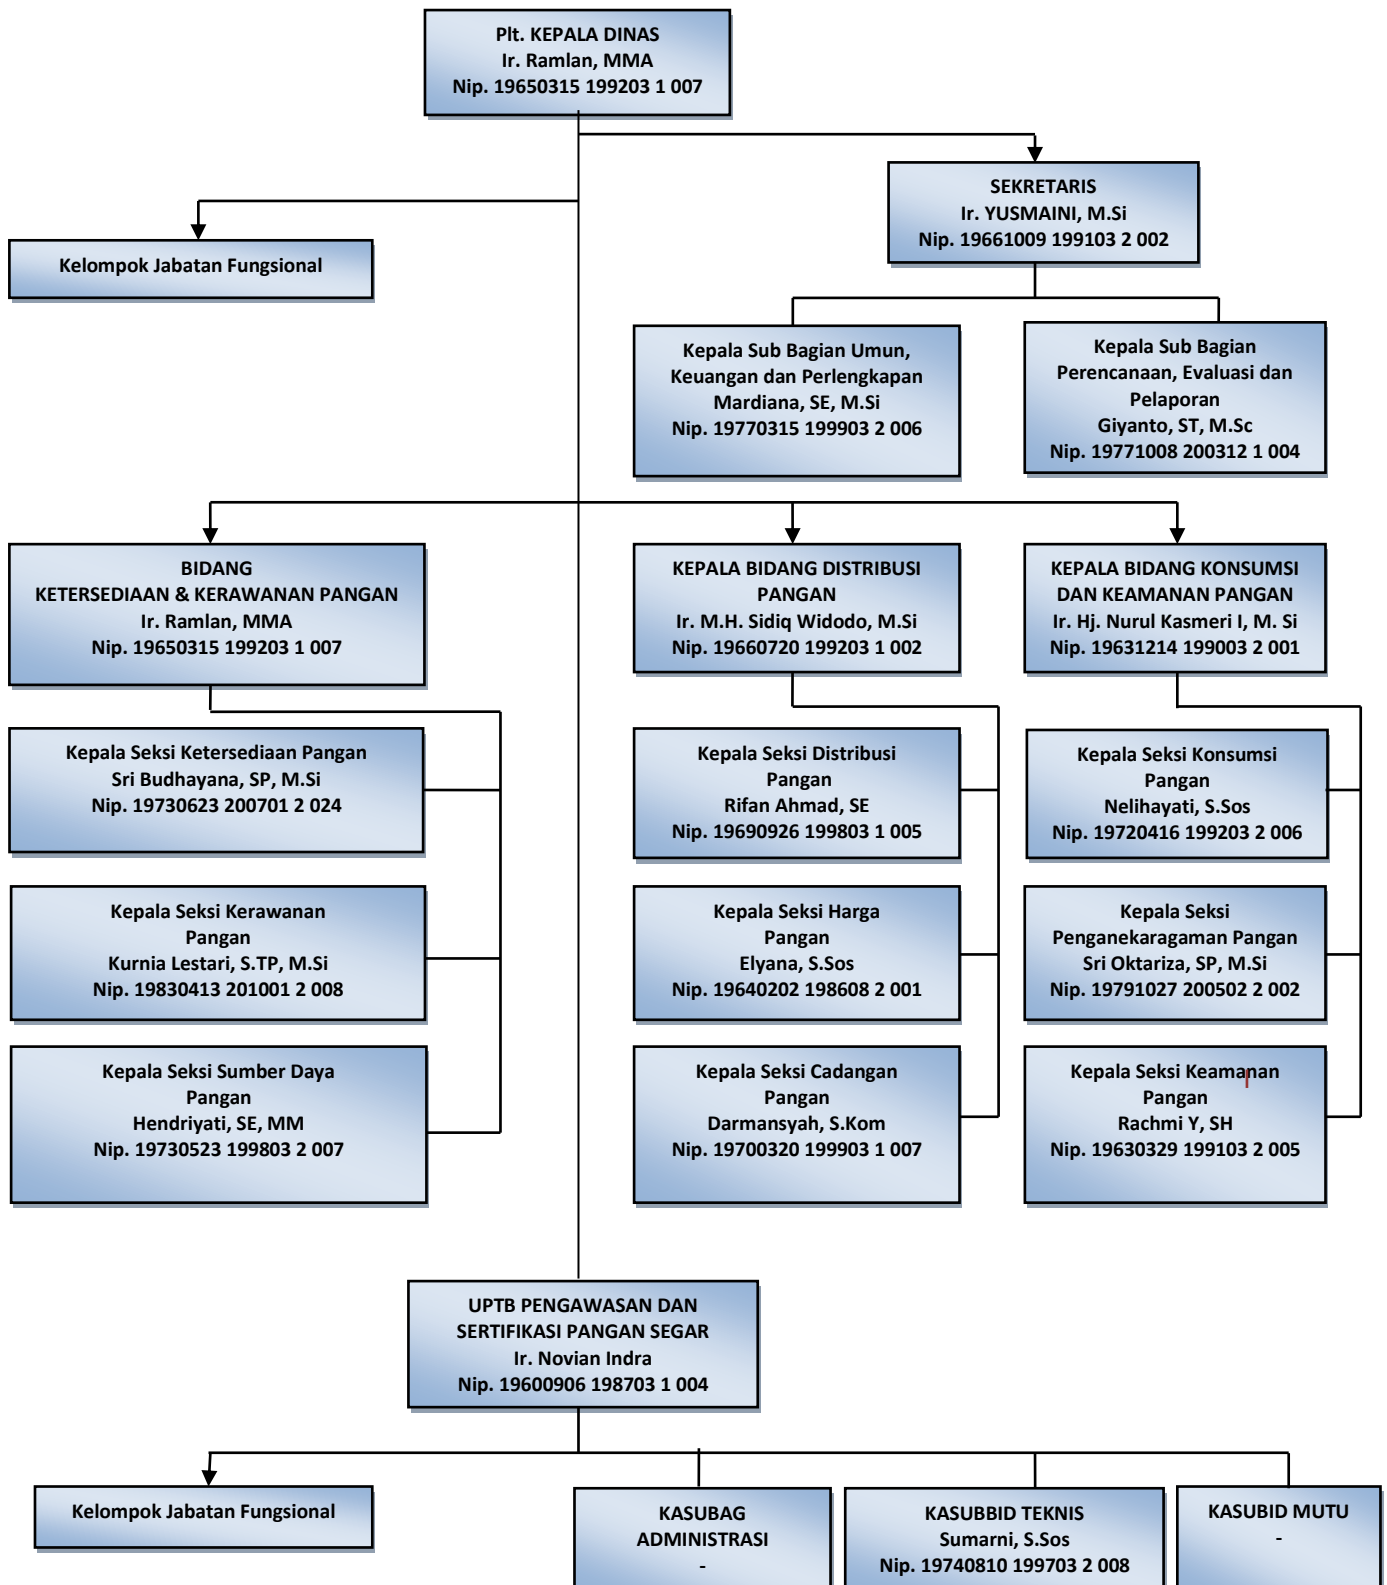 Plt. KEPALA DINAS
Ir. Ramlan, MMA
Nip. 19650315 199203 1 007
SEKRETARIS
Ir. YUSMAINI, M.Si
Nip. 19661009 199103 2 002
Kelompok Jabatan Fungsional
Kepala Sub Bagian Umun,
Keuangan dan Perlengkapan
Mardiana, SE, M.Si
Nip. 19770315 199903 2 006
Kepala Sub Bagian
Perencanaan, Evaluasi dan
Pelaporan
Giyanto, ST, M.Sc
Nip. 19771008 200312 1 004
BIDANG
KETERSEDIAAN & KERAWANAN PANGAN
Ir. Ramlan, MMA
Nip. 19650315 199203 1 007
KEPALA BIDANG DISTRIBUSI
PANGAN
Ir. M.H. Sidiq Widodo, M.Si
Nip. 19660720 199203 1 002
KEPALA BIDANG KONSUMSI
DAN KEAMANAN PANGAN
Ir. Hj. Nurul Kasmeri I, M. Si
Nip. 19631214 199003 2 001
Kepala Seksi Ketersediaan Pangan
Sri Budhayana, SP, M.Si
Nip. 19730623 200701 2 024
Kepala Seksi Distribusi
Pangan
Rifan Ahmad, SE
Nip. 19690926 199803 1 005
Kepala Seksi Konsumsi
Pangan
Nelihayati, S.Sos
Nip. 19720416 199203 2 006
Kepala Seksi Kerawanan
Pangan
Kurnia Lestari, S.TP, M.Si
Nip. 19830413 201001 2 008
Kepala Seksi Harga
Pangan
Elyana, S.Sos
Nip. 19640202 198608 2 001
Kepala Seksi
Penganekaragaman Pangan
Sri Oktariza, SP, M.Si
Nip. 19791027 200502 2 002
Kepala Seksi Sumber Daya
Pangan
Hendriyati, SE, MM
Nip. 19730523 199803 2 007
Kepala Seksi Cadangan
Pangan
Darmansyah, S.Kom
Nip. 19700320 199903 1 007
Kepala Seksi Keamanan
Pangan
Rachmi Y, SH
Nip. 19630329 199103 2 005
UPTB PENGAWASAN DAN
SERTIFIKASI PANGAN SEGAR
Ir. Novian Indra
Nip. 19600906 198703 1 004
Kelompok Jabatan Fungsional
KASUBAG
ADMINISTRASI
-
KASUBBID TEKNIS
Sumarni, S.Sos
Nip. 19740810 199703 2 008
KASUBID MUTU
-